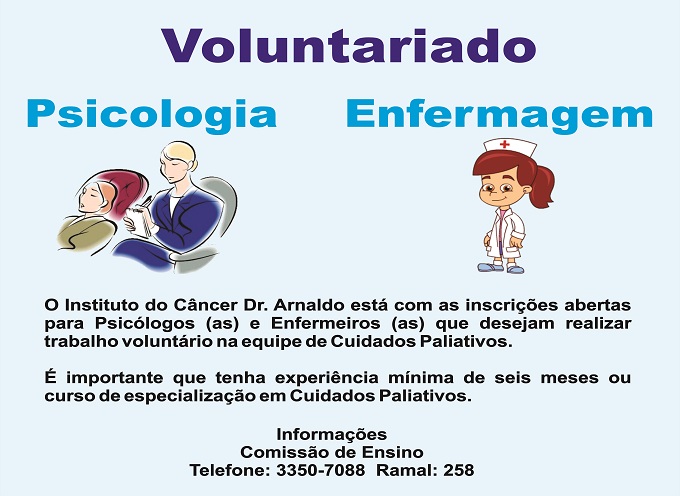 Voluntariado
Psicologia Enfermagem
O Instituto do Câncer Dr. Arnaldo está com as inscrições abertas
para Psicólogos (as) e Enfermeiros (as) que desejam realizar
trabalho voluntário na equipe de Cuidados Paliativos.
É importante que tenha experiência mínima de seis meses ou
curso de especialização em Cuidados Paliativos.
Informações
Comissão de Ensino
Telefone: 3350-7088 Ramal: 258